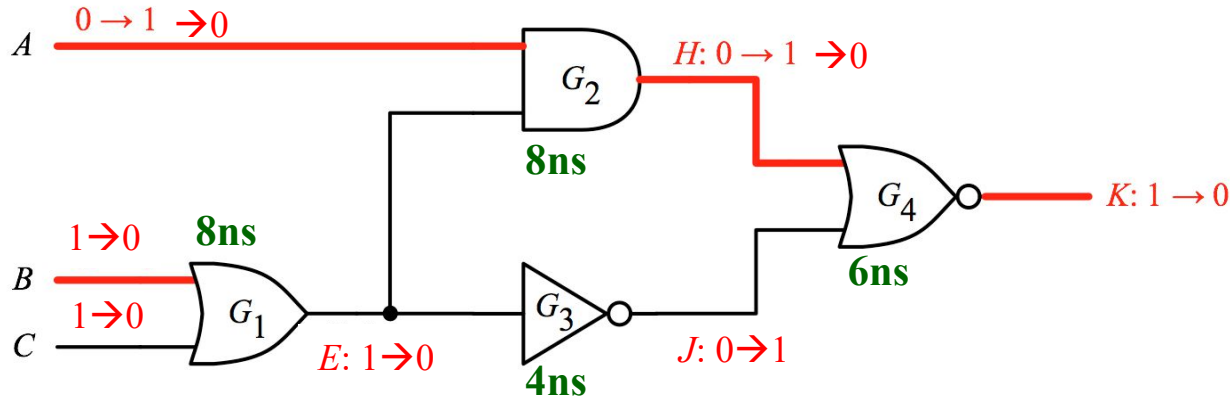 A 0 → 1 →0
G2
H: 0 → 1 →0
8ns
G4
K: 1 → 0
6ns
B 1→0
8ns
C 1→0
G1
G3
E: 1→0
J: 0→1
4ns